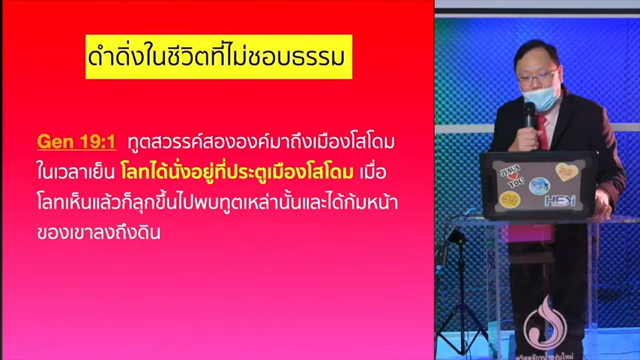 ดำดิ่งในชีวิตที่ไม่ชอบธรรม
Gen 19:1 ทูตสวรรค์สององค์มาถึงเมืองโสโดม
ในเวลาเย็น โลทได้นั่งอยู่ที่ประตูเมืองโสโดม เมื่อ
โลทเห็นแล้วก็ลุกขึ้นไปพบทูตเหล่านั้นและได้ก้มหน้า
ของเขาลงถึงดิน
JESUS
YOU